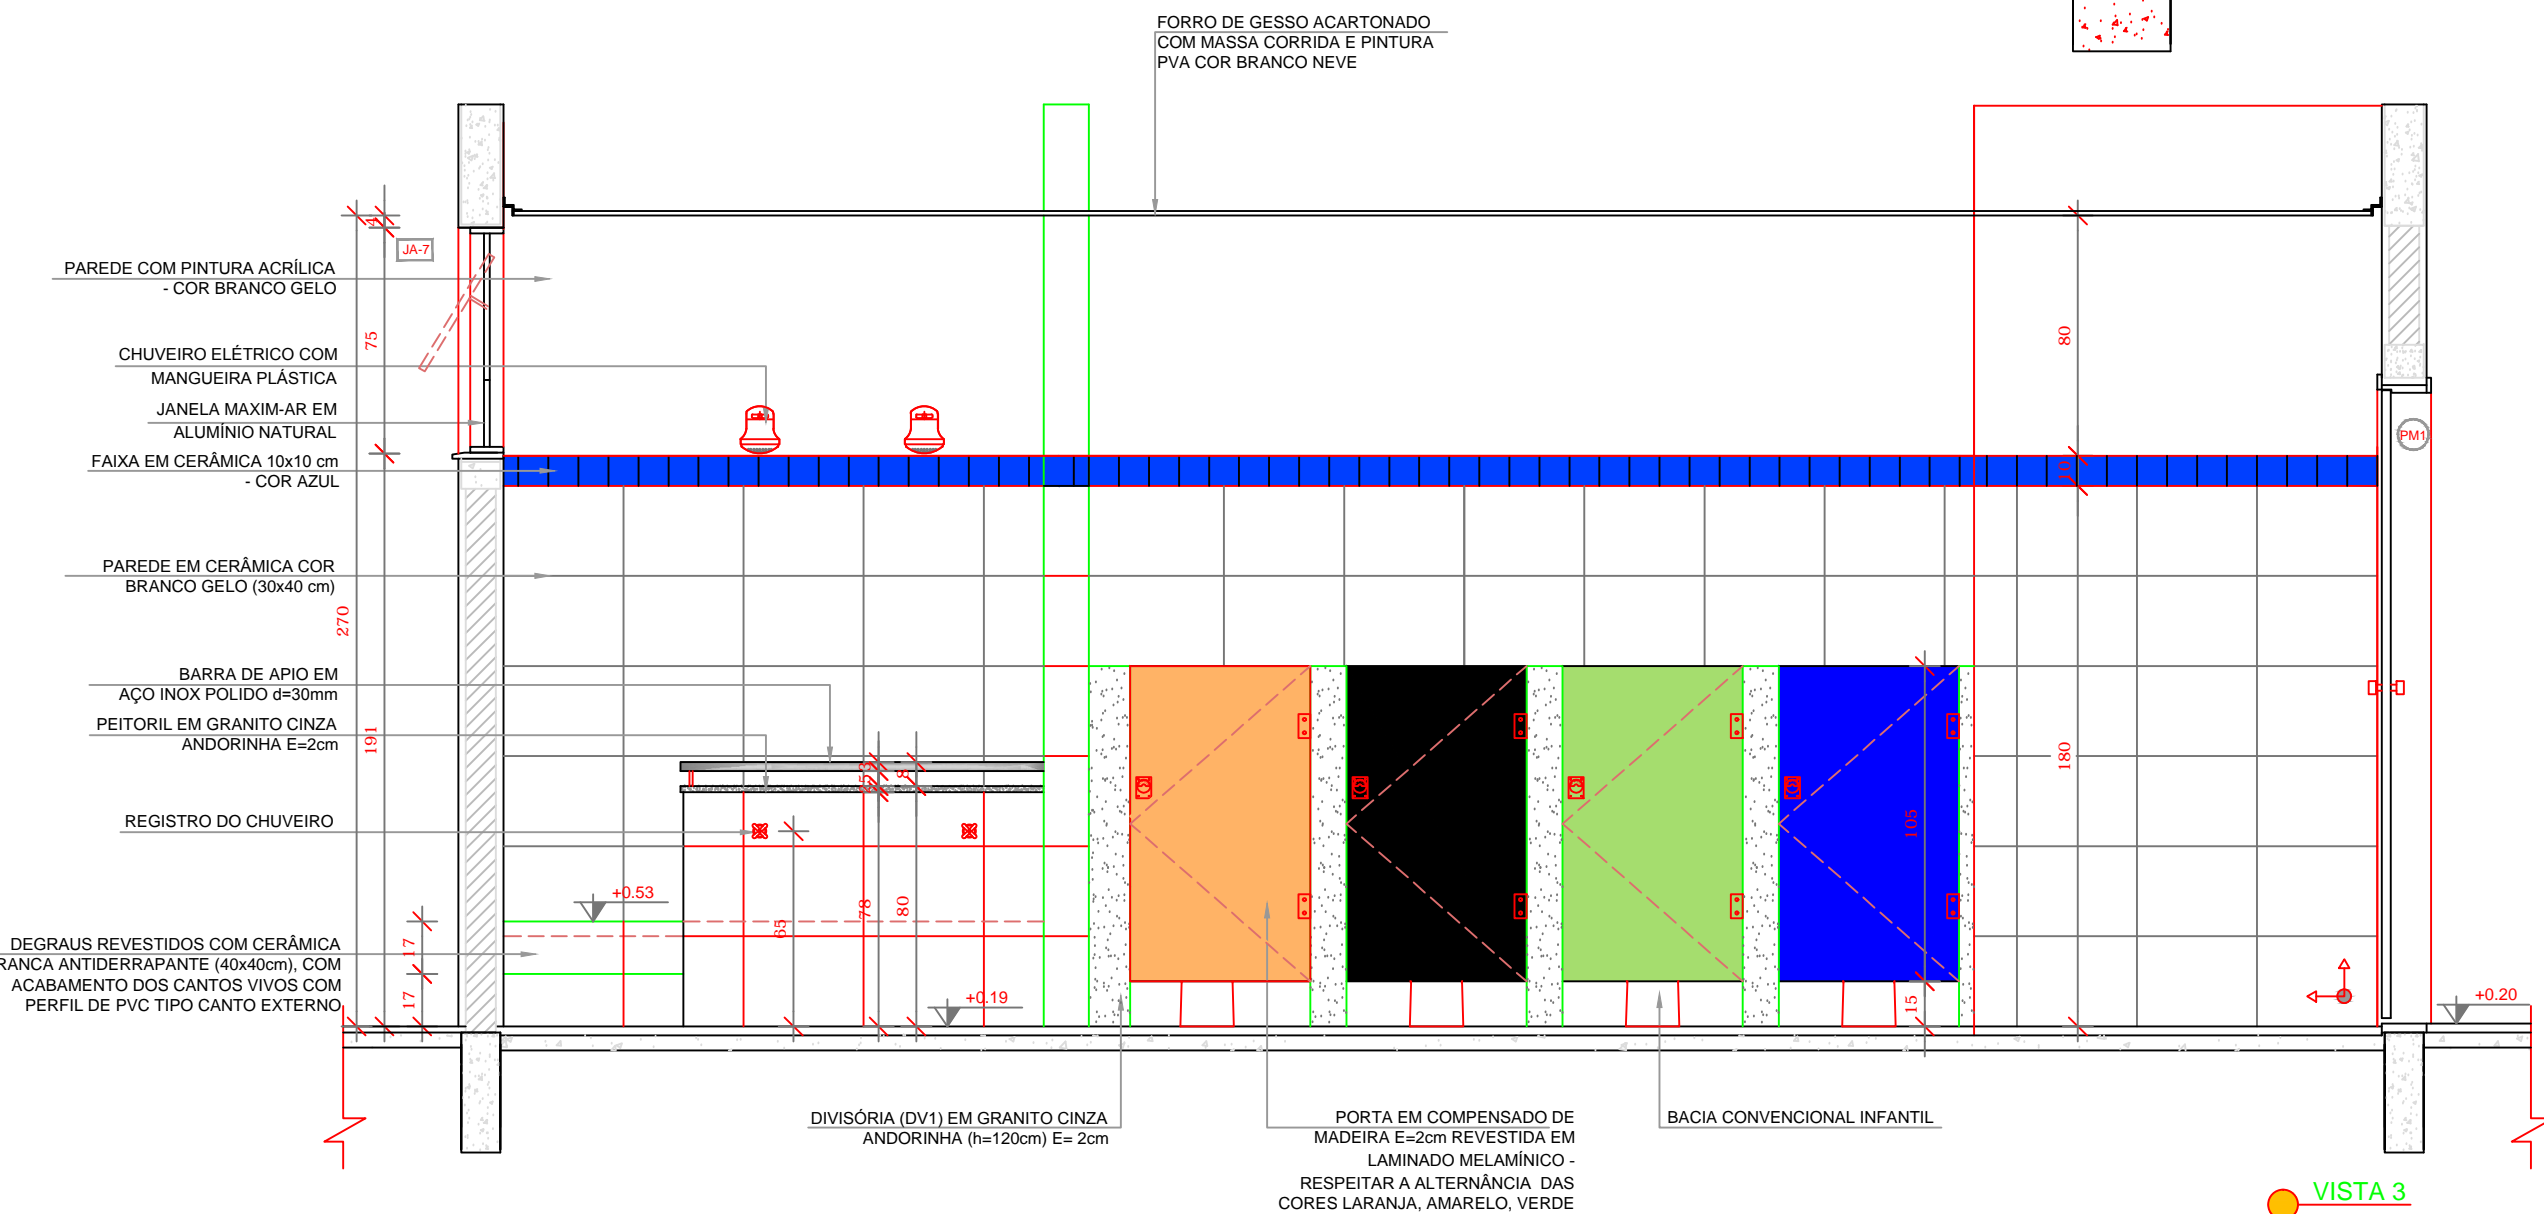 FORRO DE GESSO ACARTONADO
COM MASSA CORRIDA E PINTURA
PVA COR BRANCO NEVE
4
JA-7
PAREDE COM PINTURA ACRÍLICA
- COR BRANCO GELO
75
80
CHUVEIRO ELÉTRICO COM
MANGUEIRA PLÁSTICA
JANELA MAXIM-AR EM
ALUMÍNIO NATURAL
PM1
FAIXA EM CERÂMICA 10x10 cm
- COR AZUL
10
PAREDE EM CERÂMICA COR
BRANCO GELO (30x40 cm)
270
BARRA DE APIO EM
AÇO INOX POLIDO d=30mm
PEITORIL EM GRANITO CINZA
ANDORINHA E=2cm
191
3
5
8
180
REGISTRO DO CHUVEIRO
105
+0.53
78
80
65
DEGRAUS REVESTIDOS COM CERÂMICA
RANCA ANTIDERRAPANTE (40x40cm), COM
ACABAMENTO DOS CANTOS VIVOS COM
PERFIL DE PVC TIPO CANTO EXTERNO
17
17
+0.19
15
+0.20
DIVISÓRIA (DV1) EM GRANITO CINZA
ANDORINHA (h=120cm) E= 2cm
PORTA EM COMPENSADO DE
MADEIRA E=2cm REVESTIDA EM
LAMINADO MELAMÍNICO -
RESPEITAR A ALTERNÂNCIA DAS
CORES LARANJA, AMARELO, VERDE
BACIA CONVENCIONAL INFANTIL
VISTA 3